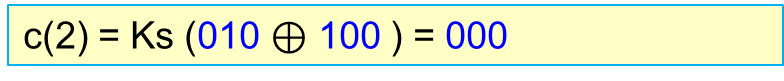 c(2) = Ks (010 ⊕ 100 ) = 000